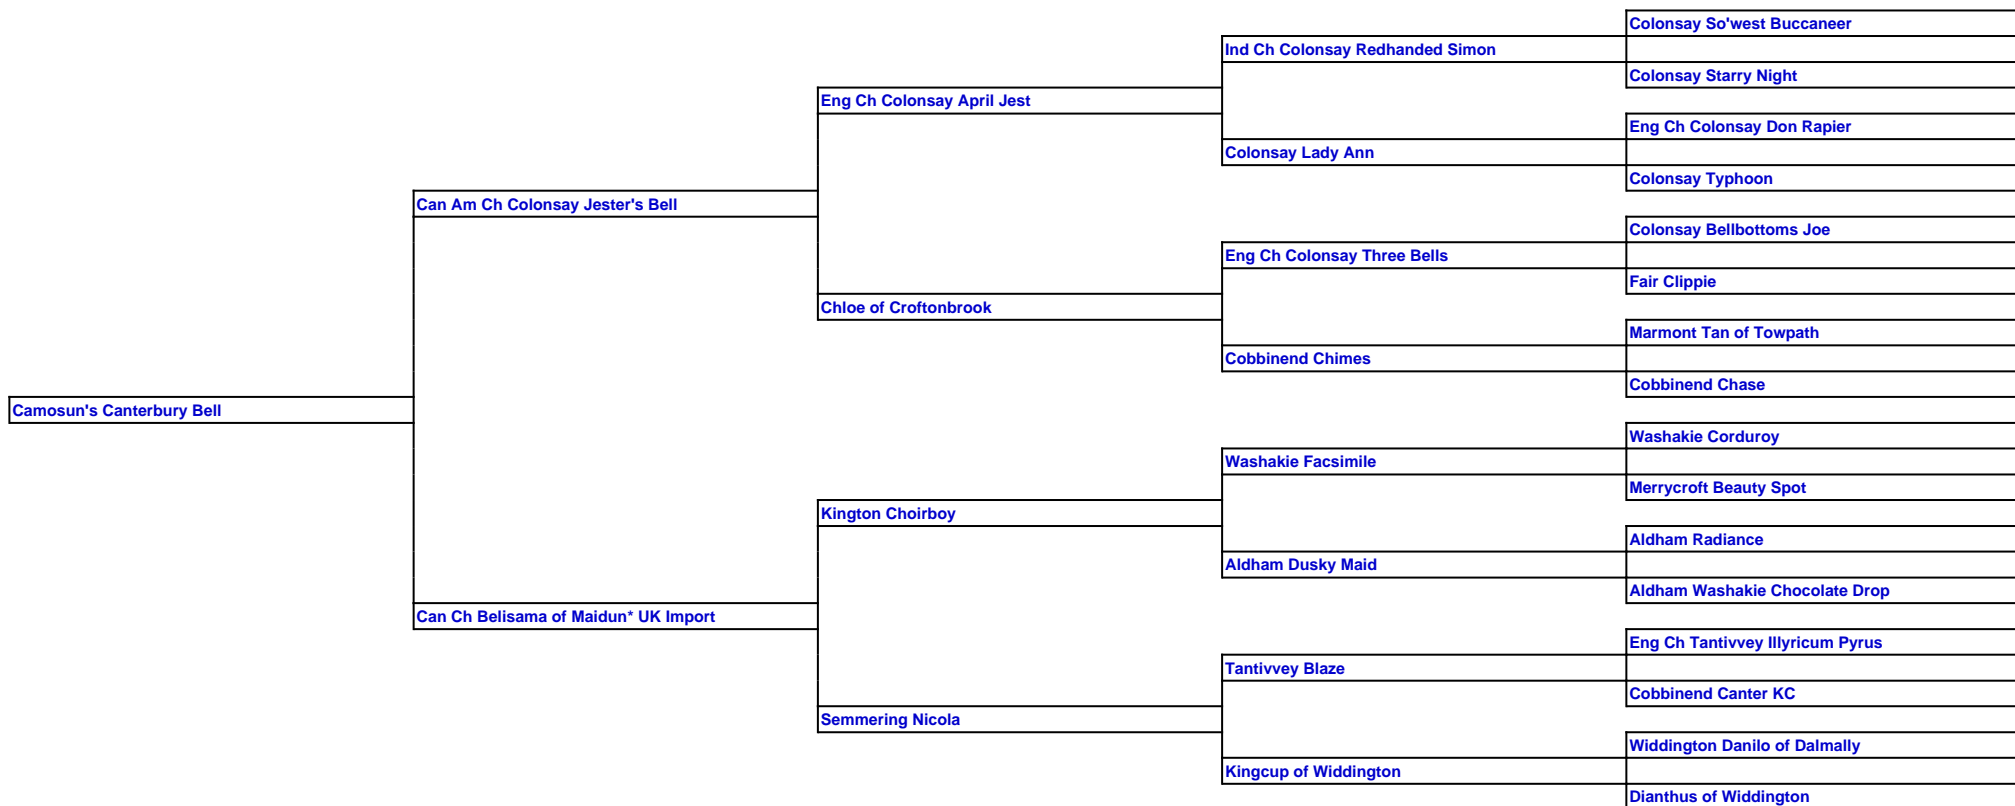 Colonsay So'west Buccaneer
Ind Ch Colonsay Redhanded Simon
Colonsay Starry Night
Eng Ch Colonsay April Jest
Eng Ch Colonsay Don Rapier
Colonsay Lady Ann
Colonsay Typhoon
Can Am Ch Colonsay Jester's Bell
Colonsay Bellbottoms Joe
Eng Ch Colonsay Three Bells
Fair Clippie
Chloe of Croftonbrook
Marmont Tan of Towpath
Cobbinend Chimes
Cobbinend Chase
Camosun's Canterbury Bell
Washakie Corduroy
Washakie Facsimile
Merrycroft Beauty Spot
Kington Choirboy
Aldham Radiance
Aldham Dusky Maid
Aldham Washakie Chocolate Drop
Can Ch Belisama of Maidun* UK Import
Eng Ch Tantivvey Illyricum Pyrus
Tantivvey Blaze
Cobbinend Canter KC
Semmering Nicola
Widdington Danilo of Dalmally
Kingcup of Widdington
Dianthus of Widdington